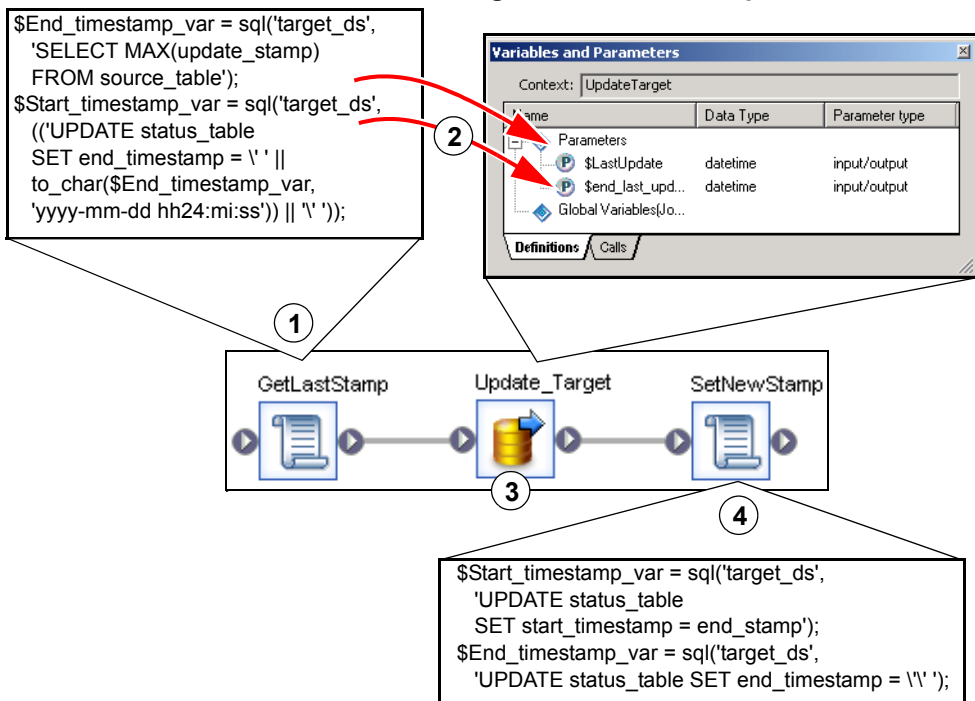 $End_timestamp_var = sql('target_ds',
'SELECT MAX(update_stamp)
FROM source_table');
$Start_timestamp_var = sql('target_ds',
(('UPDATE status_table
SET end_timestamp = \' ' ||
to_char($End_timestamp_var,
'yyyy-mm-dd hh24:mi:ss')) || '\' '));
Variables and Parameters
Context: UpdateTarget
Name Data Type Parameter type
Parameters
P $LastUpdate datetime input/output
P $end_last_upd... datetime input/output
Global Variables(Jo...
Definitions Calls
2
1
GetLastStamp Update_Target SetNewStamp
3
4
$Start_timestamp_var = sql('target_ds',
'UPDATE status_table
SET start_timestamp = end_stamp');
$End_timestamp_var = sql('target_ds',
'UPDATE status_table SET end_timestamp = \'\' ');